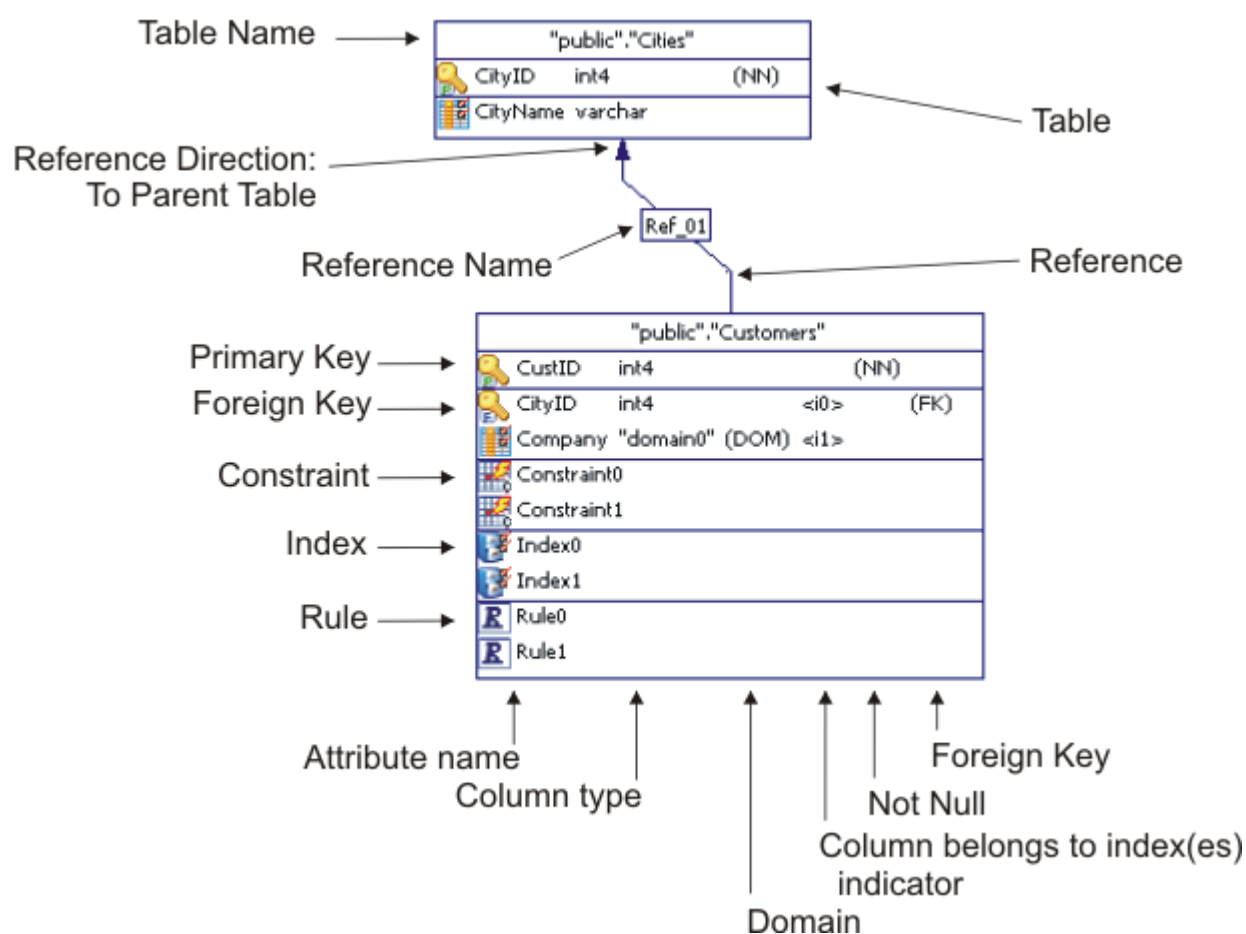 Table Name
"public"."Cities"
CityID int4 (NN)
CityName varchar
Table
Reference Direction:
To Parent Table
Ref_01
Reference Name
Reference
"public"."Customers"
Primary Key
CustID int4 (NN)
Foreign Key
CityID int4 <i0> (FK)
Company "domain0" (DOM) <i1>
Constraint
Constraint0
Constraint1
Index
Index0
Index1
Rule
R Rule0
R Rule1
Attribute name
Column type
Foreign Key
Not Null
Column belongs to index(es)
indicator
Domain